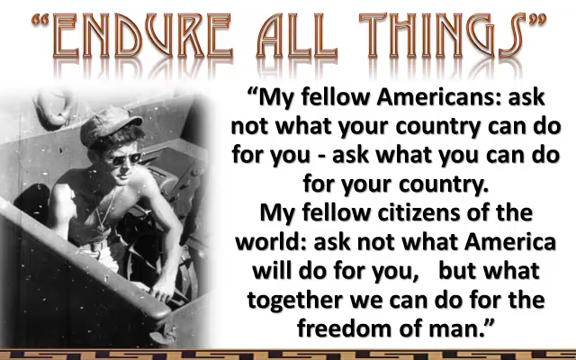 “ENDURE ALL THINGS”
“My fellow Americans: ask
not what your country can do
for you - ask what you can do
for your country.
My fellow citizens of the
world: ask not what America
will do for you, but what
together we can do for the
freedom of man.”